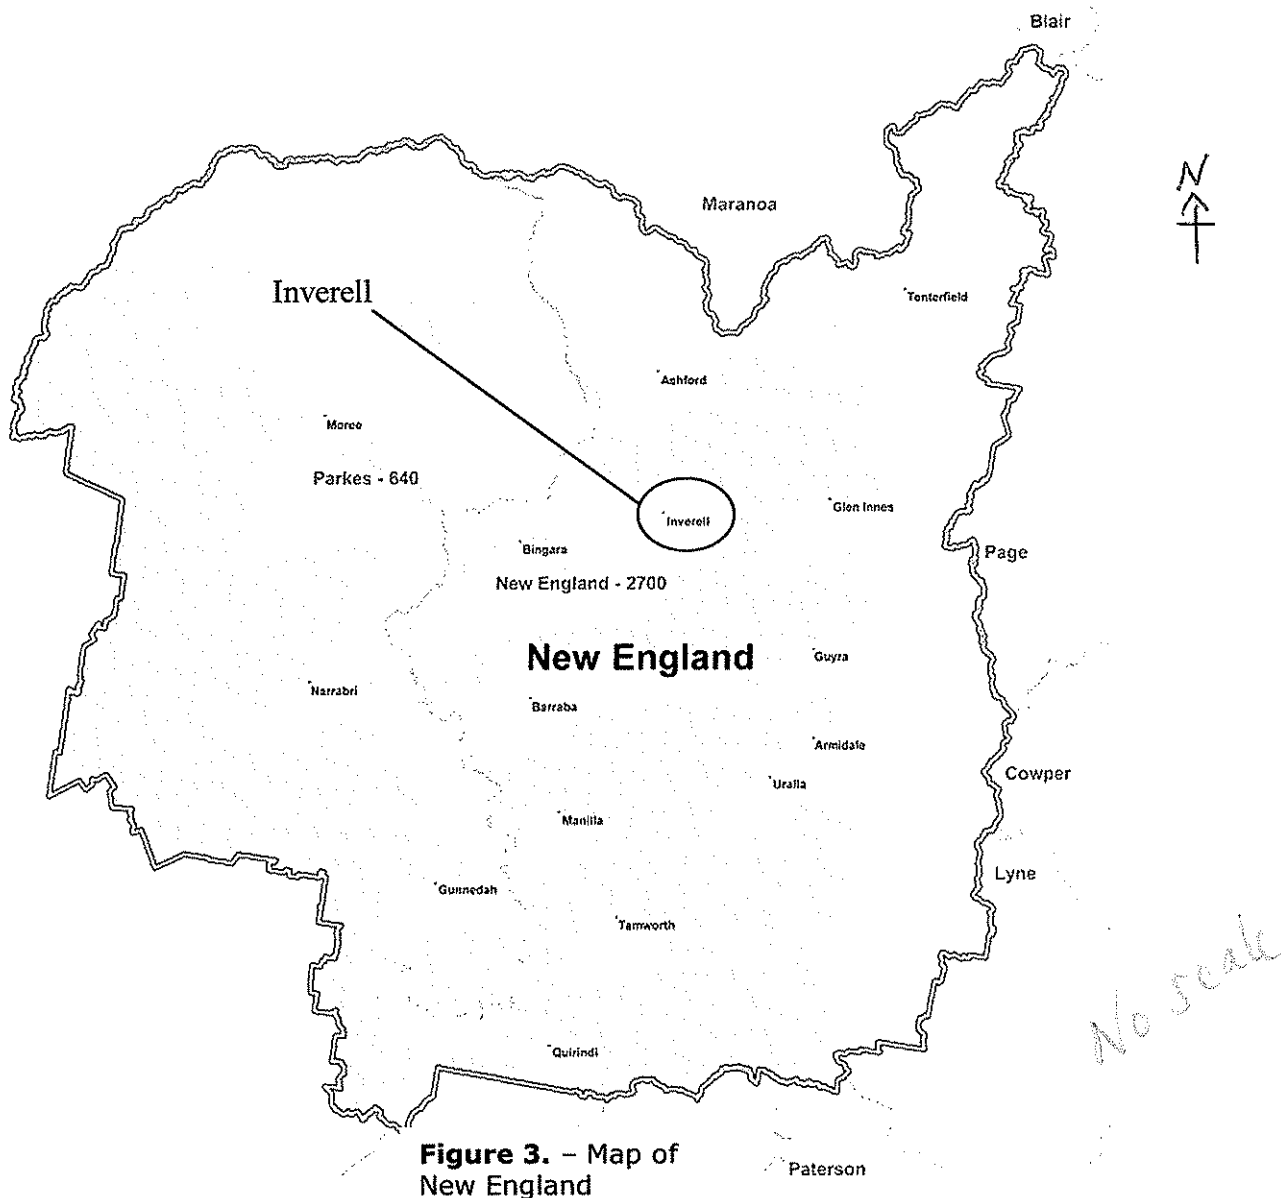 Blair
N
Maranoa
Inverell
Tenterfield
Ashford
Moree
Parkes - 640
Glen Innes
Inverell
Bingara
Page
New England - 2700
New England
Guyra
Narrabri
Barraba
Armidale
Cowper
Uralla
Manilla
Lyne
Gunnedah
Tamworth
No scale
Quirindi
Figure 3. – Map of
New England
Paterson